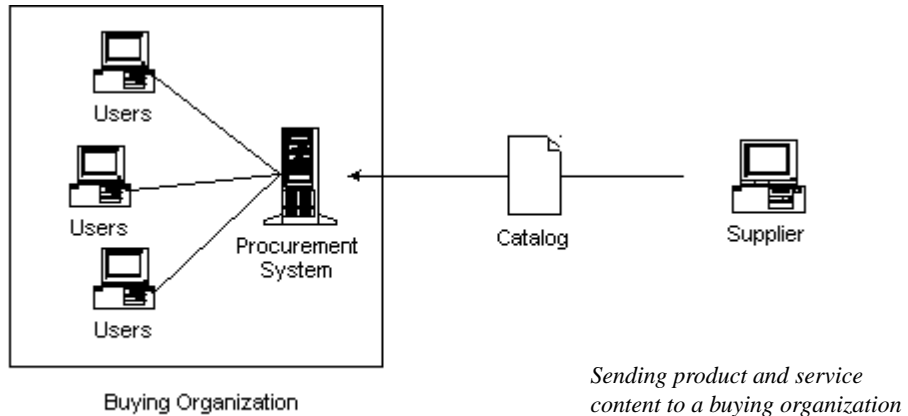 Users
Users
Users
Procurement
System
Catalog
Supplier
Buying Organization
Sending product and service
content to a buying organization